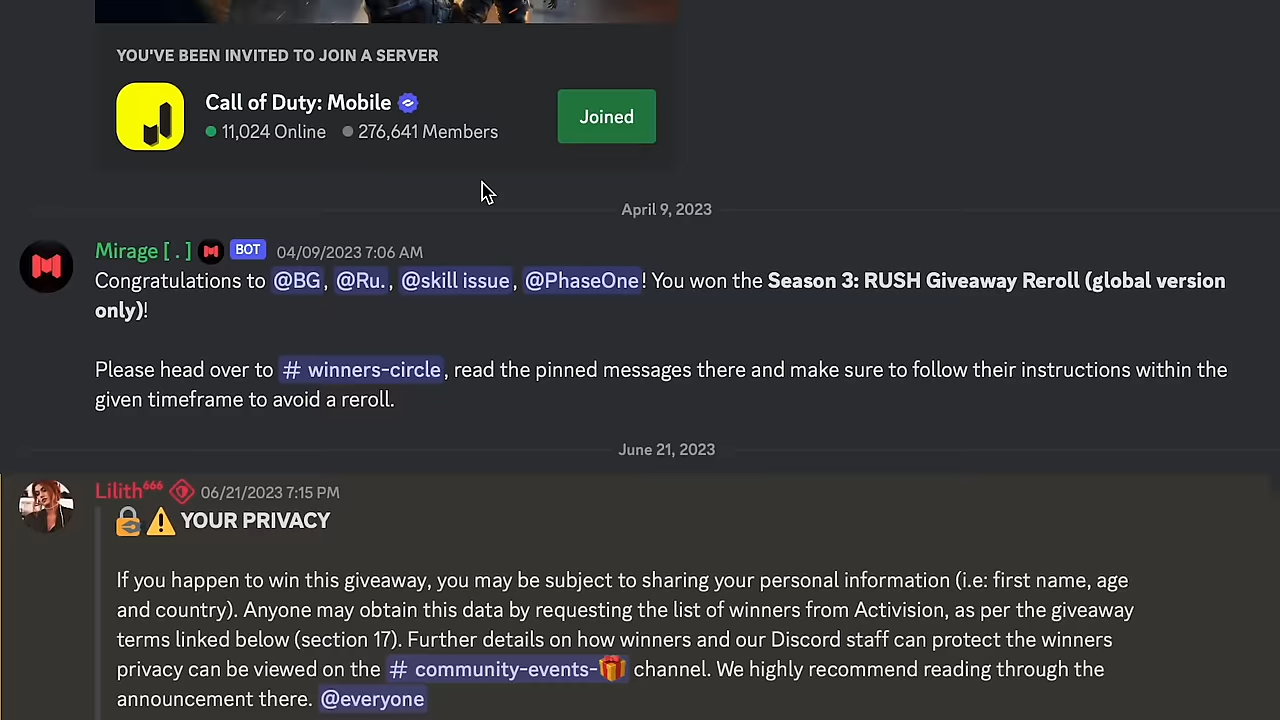 YOU'VE BEEN INVITED TO JOIN A SERVER
Call of Duty: Mobile
11,024 Online 276,641 Members
Joined
April 9, 2023
Mirage [ . ] BOT 04/09/2023 7:06 AM
Congratulations to @BG, @Ru., @skill issue, @PhaseOne! You won the Season 3: RUSH Giveaway Reroll (global version
only)!
Please head over to # winners-circle, read the pinned messages there and make sure to follow their instructions within the
given timeframe to avoid a reroll.
June 21, 2023
Lilith⁶⁶⁶ 06/21/2023 7:15 PM
🔒⚠️ YOUR PRIVACY
If you happen to win this giveaway, you may be subject to sharing your personal information (i.e: first name, age
and country). Anyone may obtain this data by requesting the list of winners from Activision, as per the giveaway
terms linked below (section 17). Further details on how winners and our Discord staff can protect the winners
privacy can be viewed on the # community-events-🎁 channel. We highly recommend reading through the
announcement there. @everyone